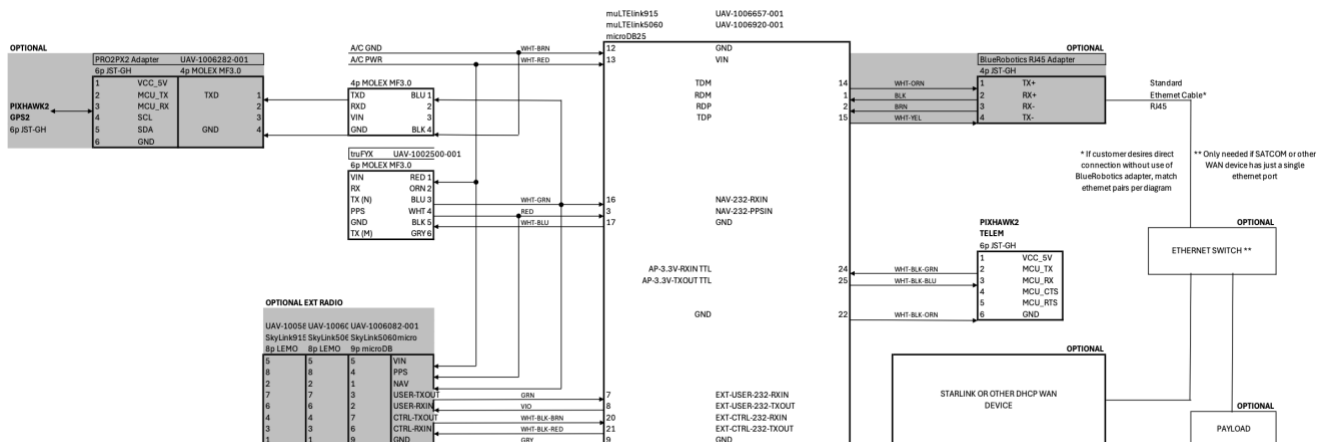 muLTElink915 UAV-1006657-001
muLTElink5060 UAV-1006920-001
microDB25
OPTIONAL
PRO2PX2 Adapter UAV-1006282-001
6p JST-GH 4p MOLEX MF3.0
1 VCC_5V
2 MCU_TX TXD 1
3 MCU_RX 2
4 SCL 3
5 SDA GND 4
6 GND
PIXHAWK2
GPS2
6p JST-GH
A/C GND WHT-BRN 12 GND
A/C PWR WHT-RED 13 VIN
4p MOLEX MF3.0
TXD BLU 1
RXD 2
VIN 3
GND BLK 4
truFYX UAV-1002500-001
6p MOLEX MF3.0
VIN RED 1
RX ORN 2
TX (N) BLU 3
PPS WHT 4
GND BLK 5
TX (M) GRY 6
WHT-GRN 16 NAV-232-RXIN
RED 3 NAV-232-PPSIN
WHT-BLU 17 GND
TDM 14 WHT-ORN
RDM 1 BLK
RDP 2 BRN
TDP 15 WHT-YEL
OPTIONAL
BlueRobotics RJ45 Adapter
4p JST-GH
1 TX+
2 RX+
3 RX-
4 TX-
Standard
Ethernet Cable*
RJ45
* If customer desires direct
connection without use of
BlueRobotics adapter, match
ethernet pairs per diagram
** Only needed if SATCOM or other
WAN device has just a single
ethernet port
AP-3.3V-RXIN TTL 24 WHT-BLK-GRN
AP-3.3V-TXOUT TTL 25 WHT-BLK-BLU
GND 22 WHT-BLK-ORN
PIXHAWK2
TELEM
6p JST-GH
1 VCC_5V
2 MCU_TX
3 MCU_RX
4 MCU_CTS
5 MCU_RTS
6 GND
OPTIONAL
ETHERNET SWITCH **
OPTIONAL EXT RADIO
UAV-1006082-001
SkyLink915 SkyLink5060micro
8p LEMO 8p LEMO 9p microDB
5 5 5 VIN
8 8 4 PPS
2 2 1 NAV
7 7 3 USER-TXOUT GRN 7 EXT-USER-232-RXIN
6 6 2 USER-RXIN VIO 8 EXT-USER-232-TXOUT
4 4 7 CTRL-TXOUT WHT-BLK-BRN 20 EXT-CTRL-232-RXIN
3 3 6 CTRL-RXIN WHT-BLK-RED 21 EXT-CTRL-232-TXOUT
1 1 9 GND GRY 9 GND
OPTIONAL
STARLINK OR OTHER DHCP WAN
DEVICE
OPTIONAL
PAYLOAD